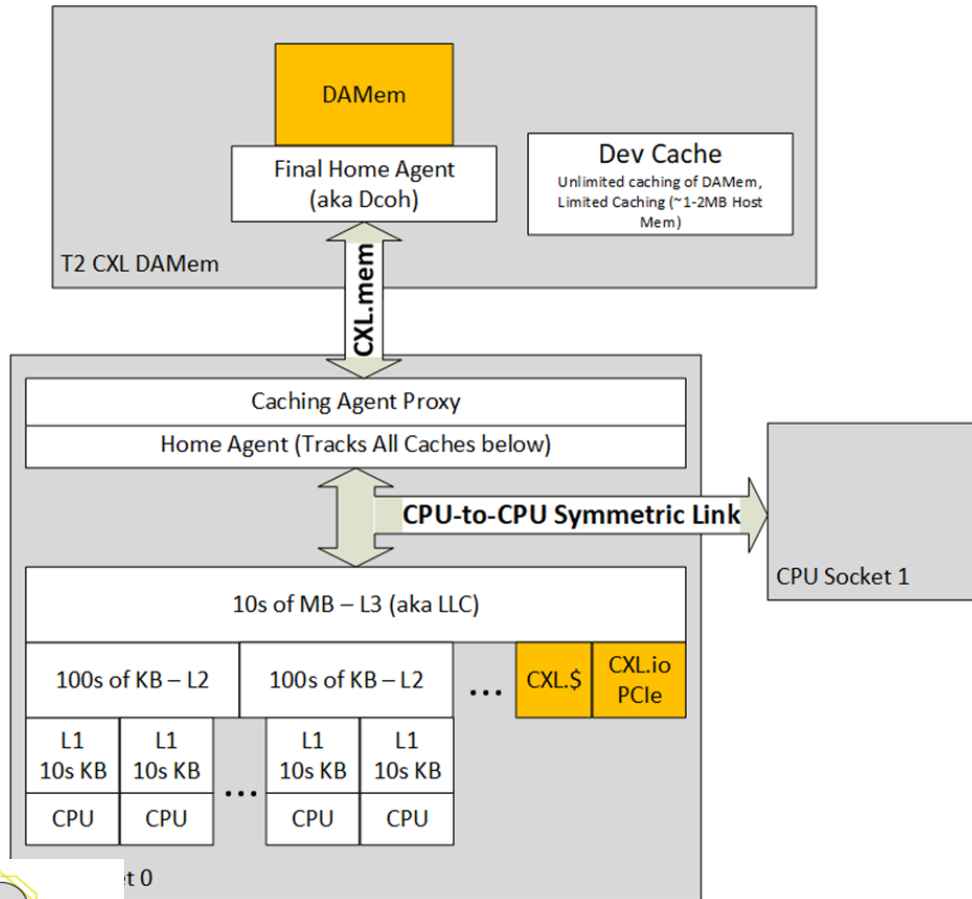 DAMem
Final Home Agent
(aka Dcoh)
Dev Cache
Unlimited caching of DAMem,
Limited Caching (~1-2MB Host
Mem)
T2 CXL DAMem
CXL.mem
Caching Agent Proxy
Home Agent (Tracks All Caches below)
CPU-to-CPU Symmetric Link
CPU Socket 1
10s of MB – L3 (aka LLC)
100s of KB – L2
100s of KB – L2
...
CXL.$
CXL.io
PCIe
L1
10s KB
L1
10s KB
...
L1
10s KB
L1
10s KB
CPU
CPU
CPU
CPU
0